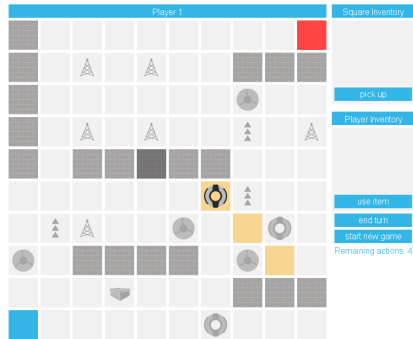 Player 1
Square Inventory
pick up
Player Inventory
use item
end turn
start new game
Remaining actions: 4